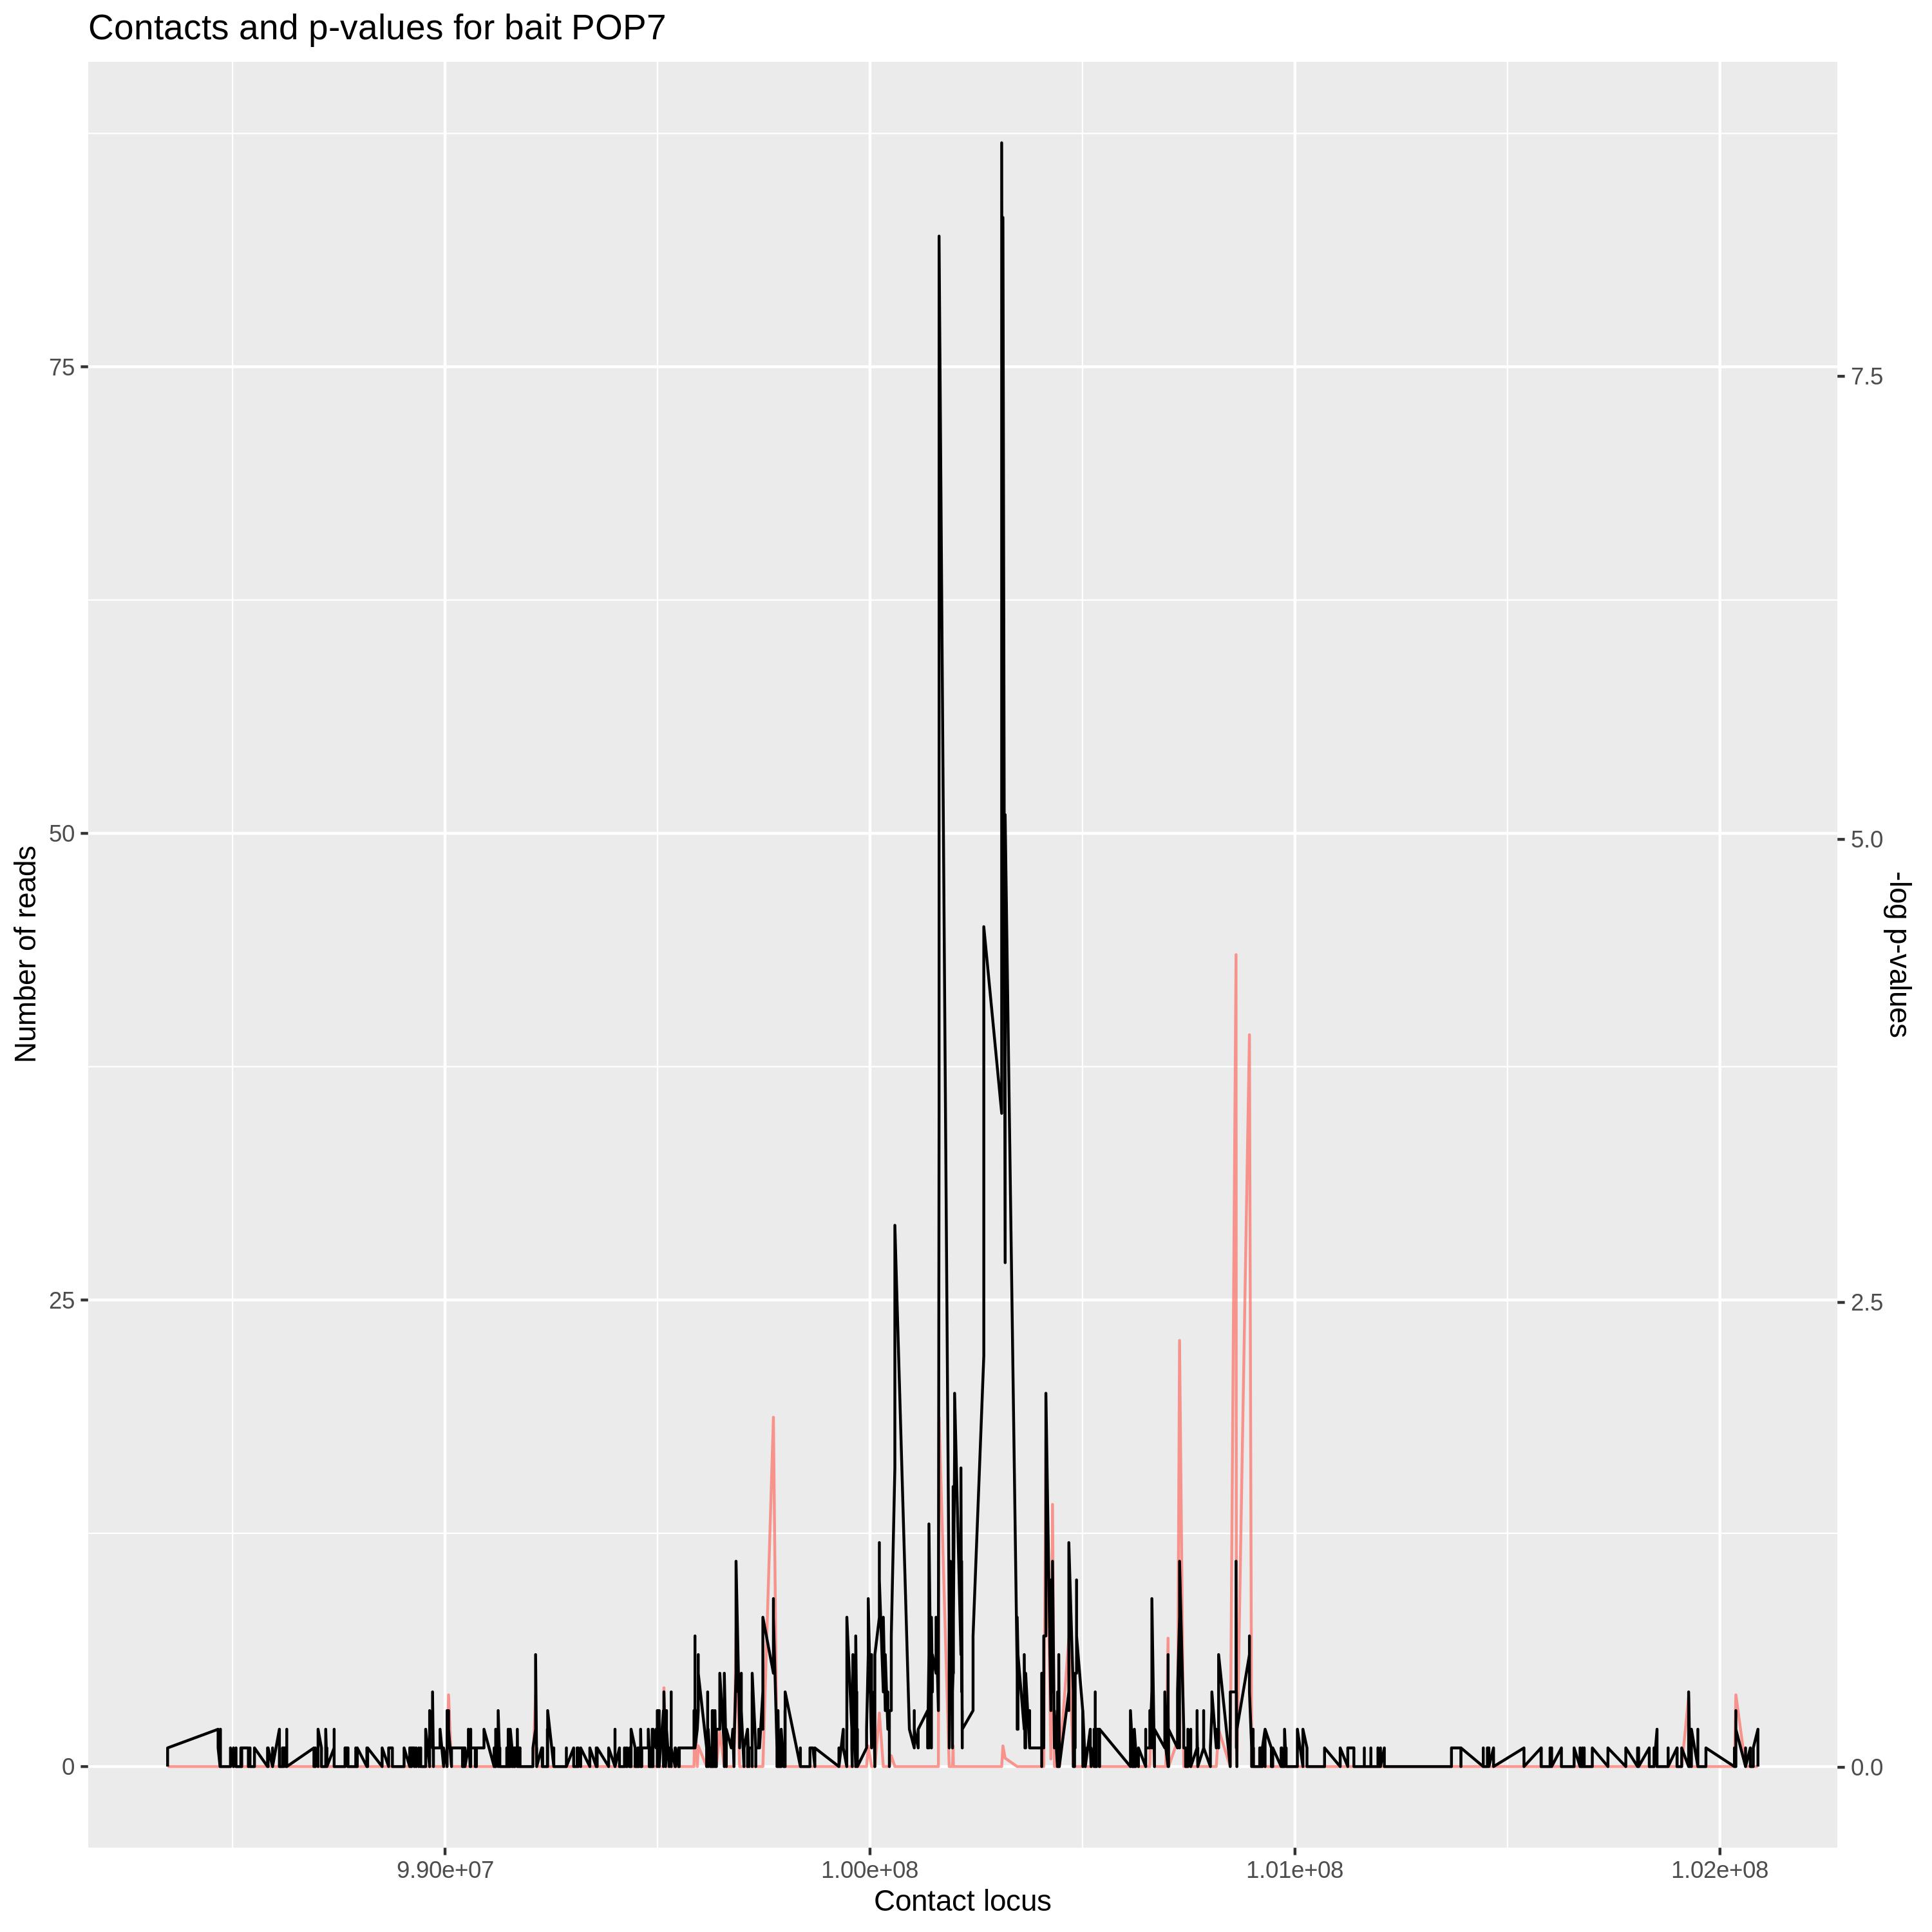 Contacts and p-values for bait POP7
75
50
25
0
Number of reads
7.5
5.0
2.5
0.0
-log p-values
9.90e+07
1.00e+08
1.01e+08
1.02e+08
Contact locus